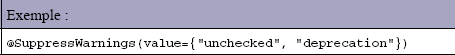 Exemple :
@SuppressWarnings(value={"unchecked", "deprecation"})